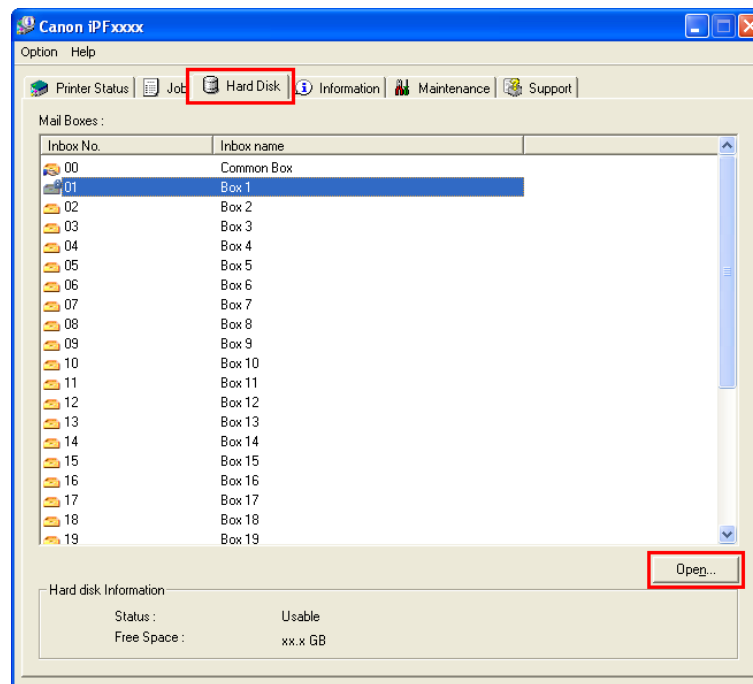 Canon iPFxxxx
Option Help
Printer Status Job Hard Disk Information Maintenance Support
Mail Boxes :
Inbox No. Inbox name
00 Common Box
01 Box 1
02 Box 2
03 Box 3
04 Box 4
05 Box 5
06 Box 6
07 Box 7
08 Box 8
09 Box 9
10 Box 10
11 Box 11
12 Box 12
13 Box 13
14 Box 14
15 Box 15
16 Box 16
17 Box 17
18 Box 18
19 Box 19
Open...
Hard disk Information
Status : Usable
Free Space : xx.x GB